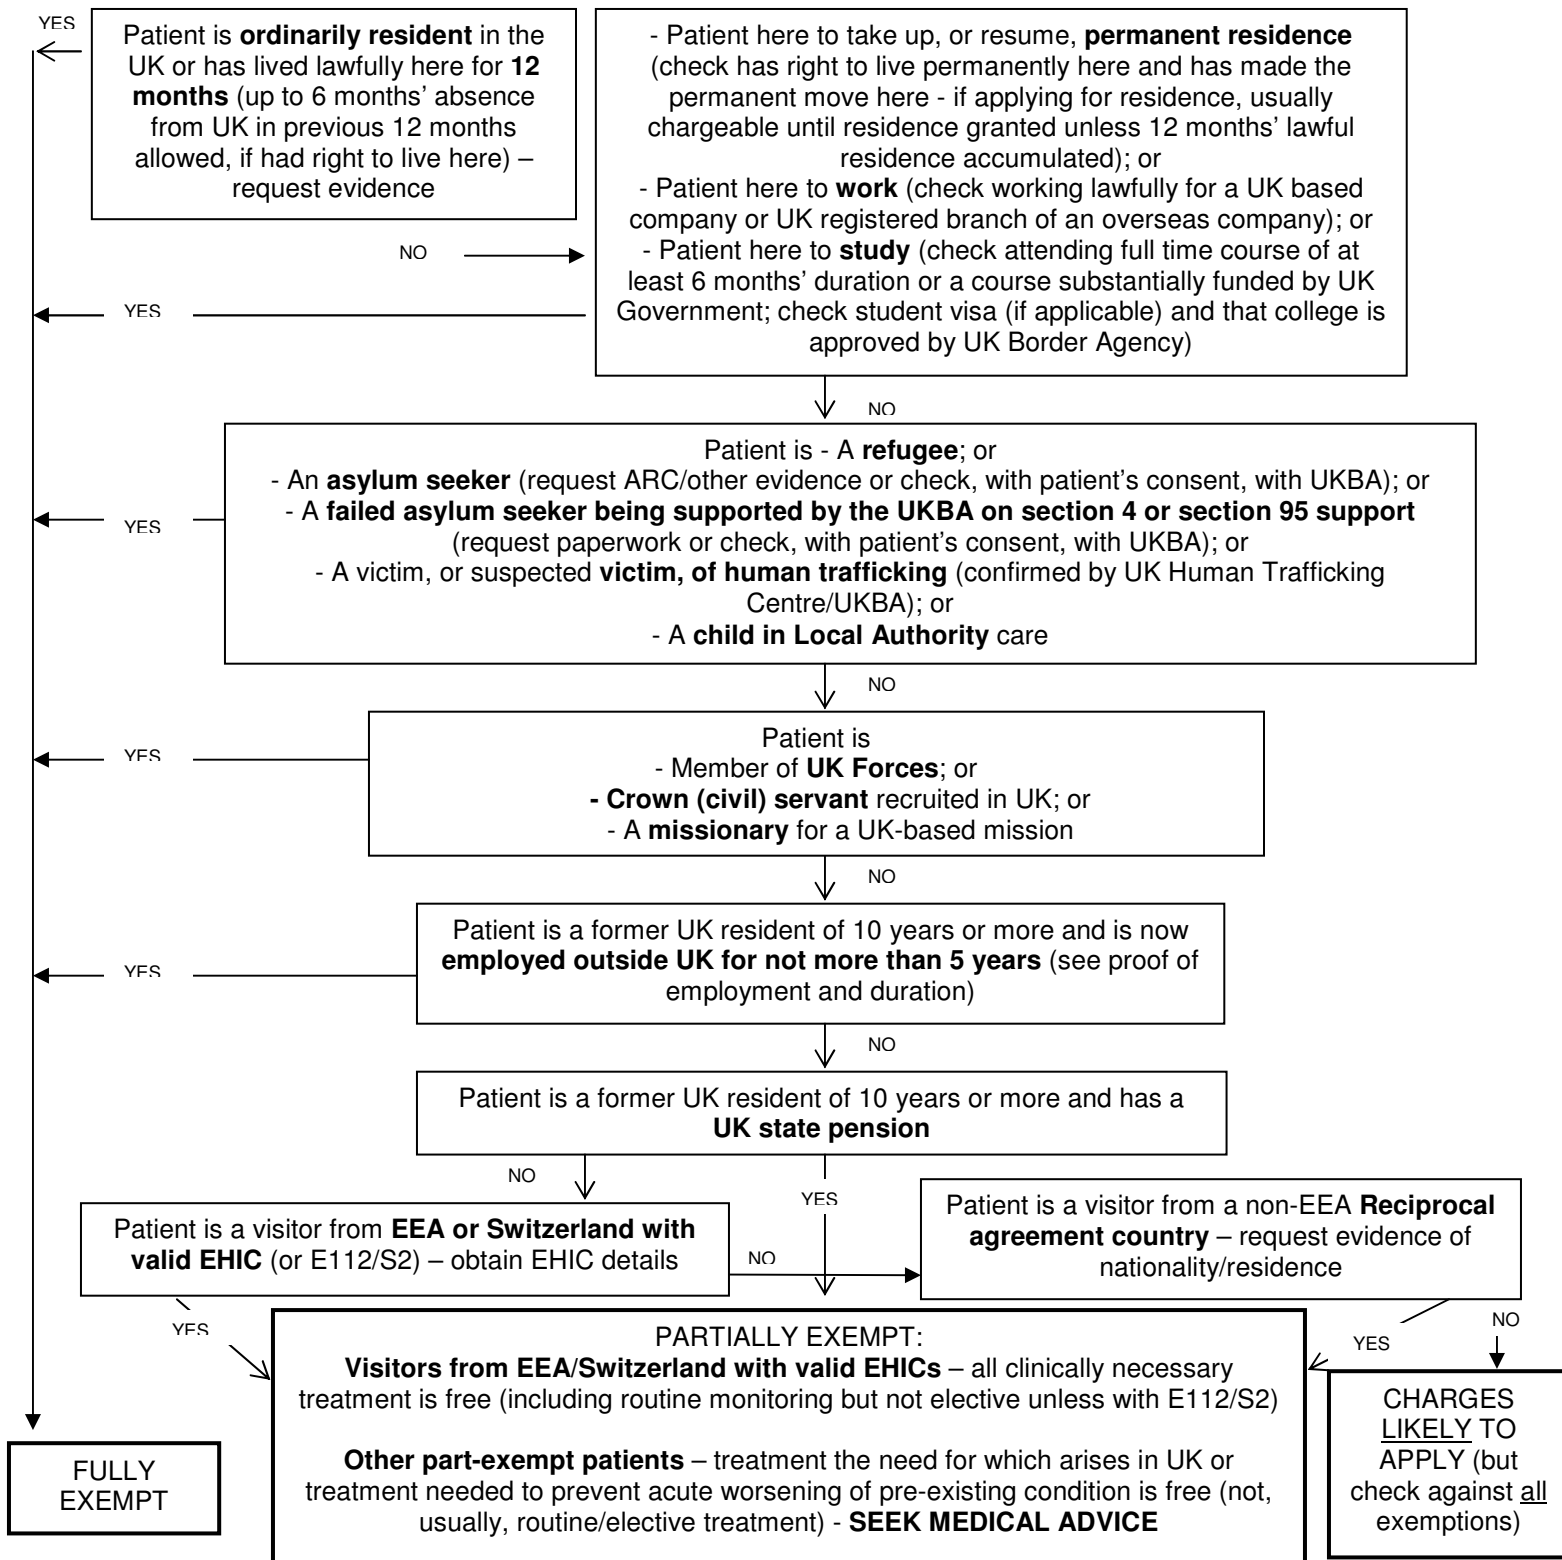 YES
Patient is ordinarily resident in the
UK or has lived lawfully here for 12
months (up to 6 months' absence
from UK in previous 12 months
allowed, if had right to live here) –
request evidence
- Patient here to take up, or resume, permanent residence
(check has right to live permanently here and has made the
permanent move here - if applying for residence, usually
chargeable until residence granted unless 12 months' lawful
residence accumulated); or
- Patient here to work (check working lawfully for a UK based
company or UK registered branch of an overseas company); or
- Patient here to study (check attending full time course of at
least 6 months' duration or a course substantially funded by UK
Government; check student visa (if applicable) and that college is
approved by UK Border Agency)
NO
YES
NO
Patient is - A refugee; or
- An asylum seeker (request ARC/other evidence or check, with patient's consent, with UKBA); or
- A failed asylum seeker being supported by the UKBA on section 4 or section 95 support
(request paperwork or check, with patient's consent, with UKBA); or
- A victim, or suspected victim, of human trafficking (confirmed by UK Human Trafficking
Centre/UKBA); or
- A child in Local Authority care
YES
NO
Patient is
- Member of UK Forces; or
- Crown (civil) servant recruited in UK; or
- A missionary for a UK-based mission
YES
NO
Patient is a former UK resident of 10 years or more and is now
employed outside UK for not more than 5 years (see proof of
employment and duration)
YES
NO
Patient is a former UK resident of 10 years or more and has a
UK state pension
NO
YES
Patient is a visitor from EEA or Switzerland with
valid EHIC (or E112/S2) – obtain EHIC details
NO
Patient is a visitor from a non-EEA Reciprocal
agreement country – request evidence of
nationality/residence
YES
YES
NO
PARTIALLY EXEMPT:
Visitors from EEA/Switzerland with valid EHICs – all clinically necessary
treatment is free (including routine monitoring but not elective unless with E112/S2)
Other part-exempt patients – treatment the need for which arises in UK or
treatment needed to prevent acute worsening of pre-existing condition is free (not,
usually, routine/elective treatment) - SEEK MEDICAL ADVICE
FULLY
EXEMPT
CHARGES
LIKELY TO
APPLY (but
check against all
exemptions)